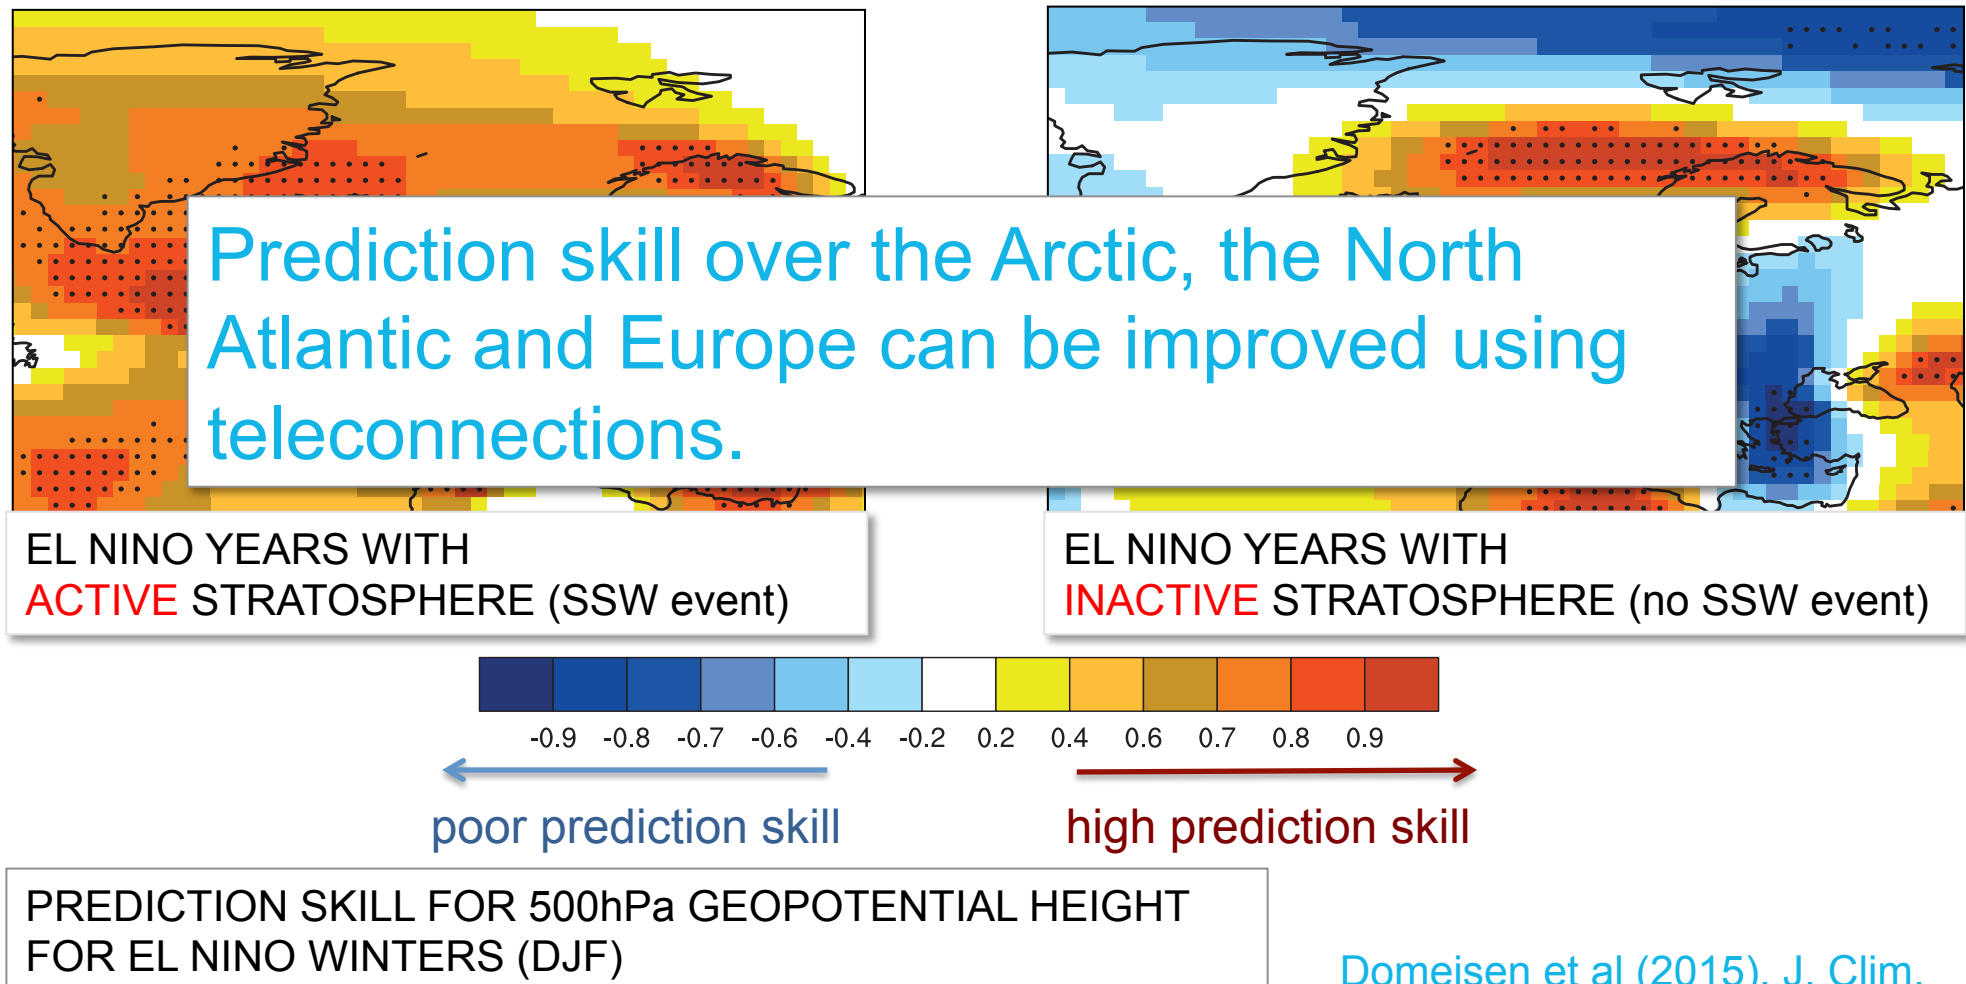 Prediction skill over the Arctic, the North
Atlantic and Europe can be improved using
teleconnections.
EL NINO YEARS WITH
ACTIVE STRATOSPHERE (SSW event)
EL NINO YEARS WITH
INACTIVE STRATOSPHERE (no SSW event)
-0.9 -0.8 -0.7 -0.6 -0.4 -0.2 0.2 0.4 0.6 0.7 0.8 0.9
poor prediction skill
high prediction skill
PREDICTION SKILL FOR 500hPa GEOPOTENTIAL HEIGHT
FOR EL NINO WINTERS (DJF)
Domeisen et al (2015), J. Clim.